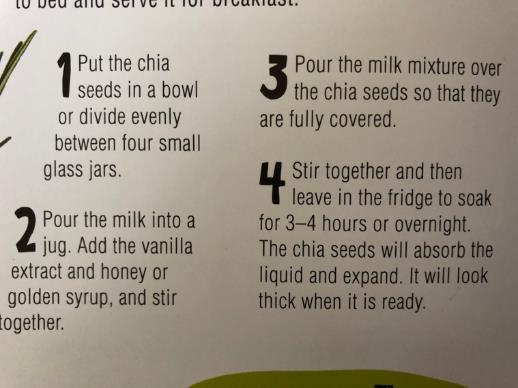 to bed and serve it for breakfast.
1 Put the chia
seeds in a bowl
or divide evenly
between four small
glass jars.
2 Pour the milk into a
jug. Add the vanilla
extract and honey or
golden syrup, and stir
together.
3 Pour the milk mixture over
the chia seeds so that they
are fully covered.
4 Stir together and then
leave in the fridge to soak
for 3–4 hours or overnight.
The chia seeds will absorb the
liquid and expand. It will look
thick when it is ready.